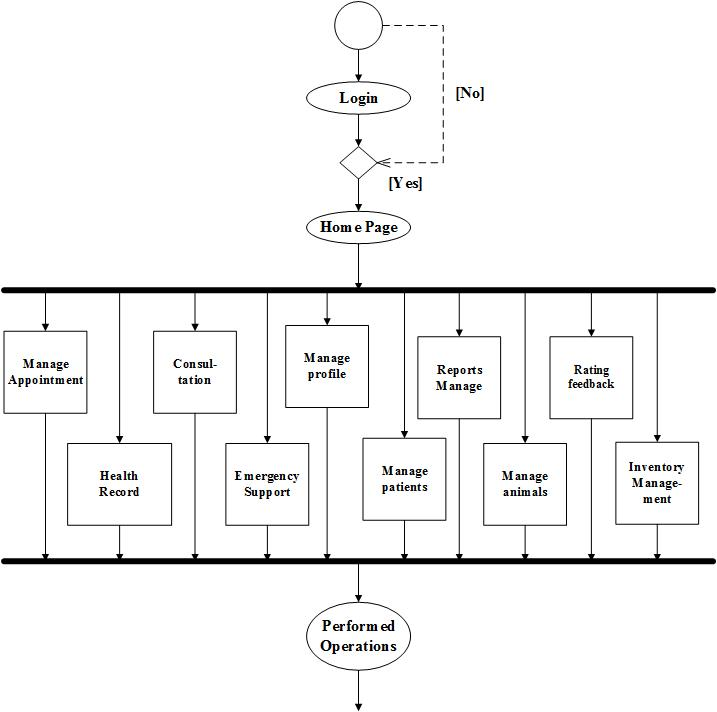 Login
[No]
[Yes]
Home Page
Manage
Appointment
Consul-
tation
Manage
profile
Reports
Manage
Rating
feedback
Health
Record
Emergency
Support
Manage
patients
Manage
animals
Inventory
Manage-
ment
Performed
Operations